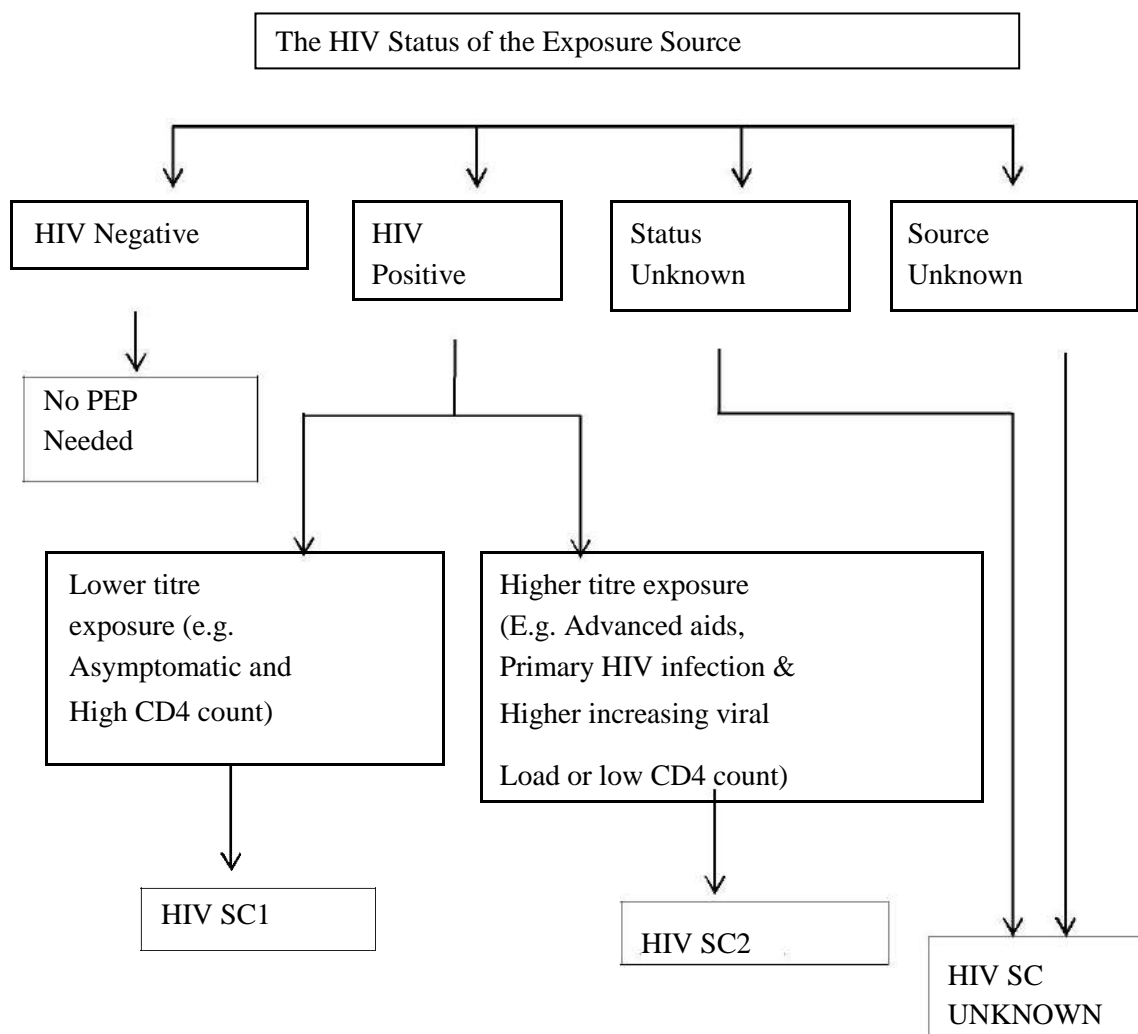 The HIV Status of the Exposure Source
HIV Negative
HIV
Positive
Status
Unknown
Source
Unknown
No PEP
Needed
Lower titre
exposure (e.g.
Asymptomatic and
High CD4 count)
Higher titre exposure
(E.g. Advanced aids,
Primary HIV infection &
Higher increasing viral
Load or low CD4 count)
HIV SC1
HIV SC2
HIV SC
UNKNOWN